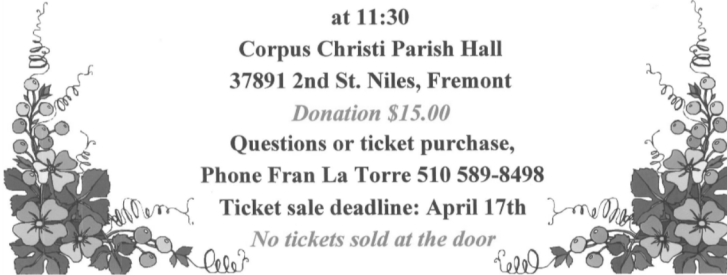 at 11:30
Corpus Christi Parish Hall
37891 2nd St. Niles, Fremont
Donation $15.00
Questions or ticket purchase,
Phone Fran La Torre 510 589-8498
Ticket sale deadline: April 17th
No tickets sold at the door